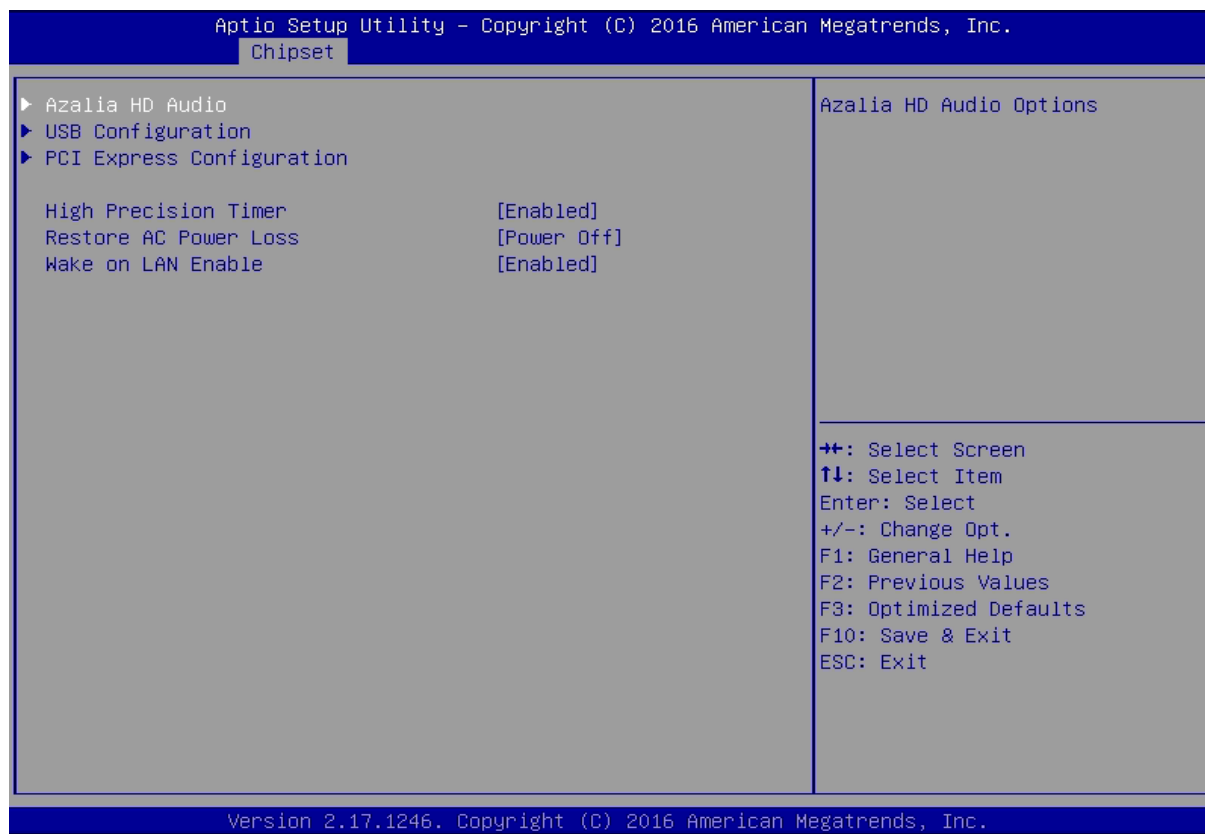 Aptio Setup Utility – Copyright (C) 2016 American Megatrends, Inc.
Chipset
▶ Azalia HD Audio
▶ USB Configuration
▶ PCI Express Configuration
High Precision Timer [Enabled]
Restore AC Power Loss [Power Off]
Wake on LAN Enable [Enabled]
Azalia HD Audio Options
→←: Select Screen
↑↓: Select Item
Enter: Select
+/-: Change Opt.
F1: General Help
F2: Previous Values
F3: Optimized Defaults
F10: Save & Exit
ESC: Exit
Version 2.17.1246. Copyright (C) 2016 American Megatrends, Inc.